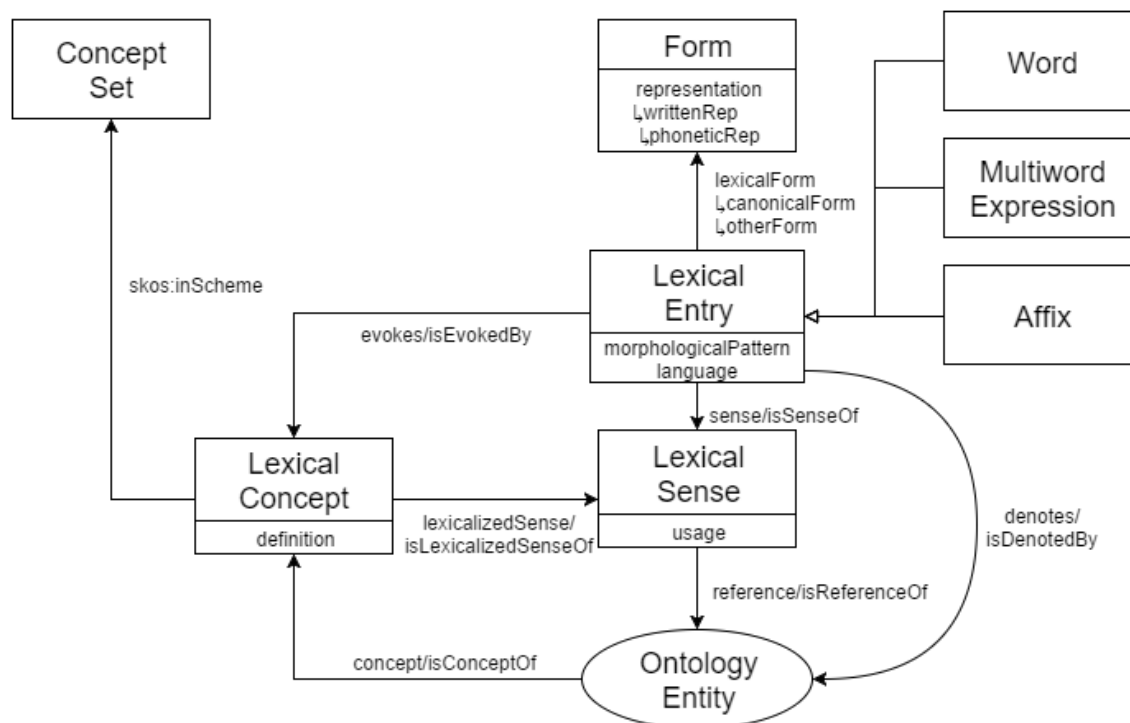 Concept
Set
Form
representation
↳writtenRep
↳phoneticRep
Word
Multiword
Expression
Affix
lexicalForm
↳canonicalForm
↳otherForm
skos:inScheme
Lexical
Entry
morphologicalPattern
language
evokes/isEvokedBy
sense/isSenseOf
Lexical
Concept
definition
lexicalizedSense/
isLexicalizedSenseOf
Lexical
Sense
usage
denotes/
isDenotedBy
reference/isReferenceOf
concept/isConceptOf
Ontology
Entity